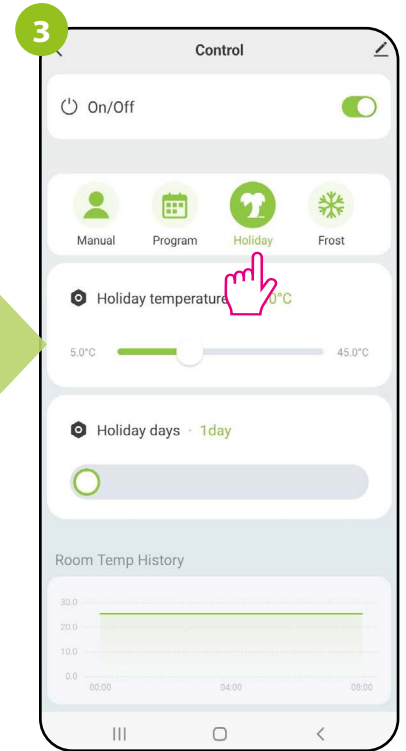 3
Control
On/Off
Manual Program Holiday Frost
Holiday temperature 0°C
5.0°C 45.0°C
Holiday days · 1day
Room Temp History
30.0
20.0
10.0
0.0
00:00 04:00 08:00